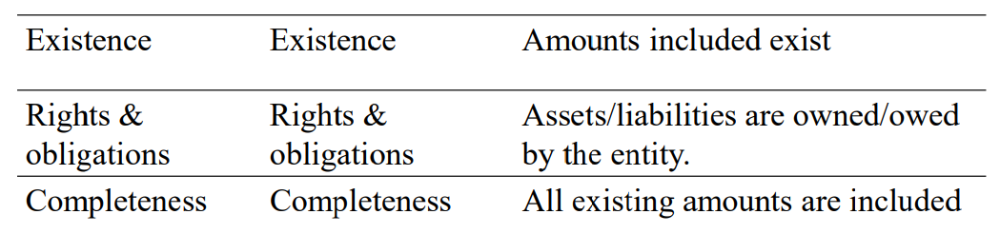 Existence Existence Amounts included exist
Rights & Rights & Assets/liabilities are owned/owed
obligations obligations by the entity.
Completeness Completeness All existing amounts are included